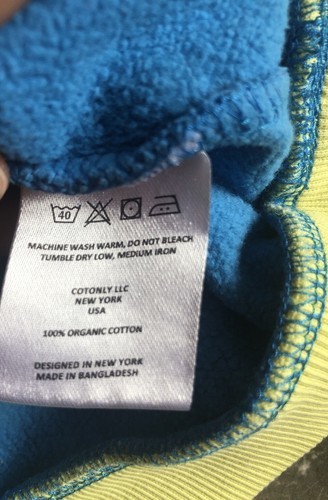 40
MACHINE WASH WARM, DO NOT BLEACH
TUMBLE DRY LOW, MEDIUM IRON
COTONLY LLC
NEW YORK
USA
100% ORGANIC COTTON
DESIGNED IN NEW YORK
MADE IN BANGLADESH